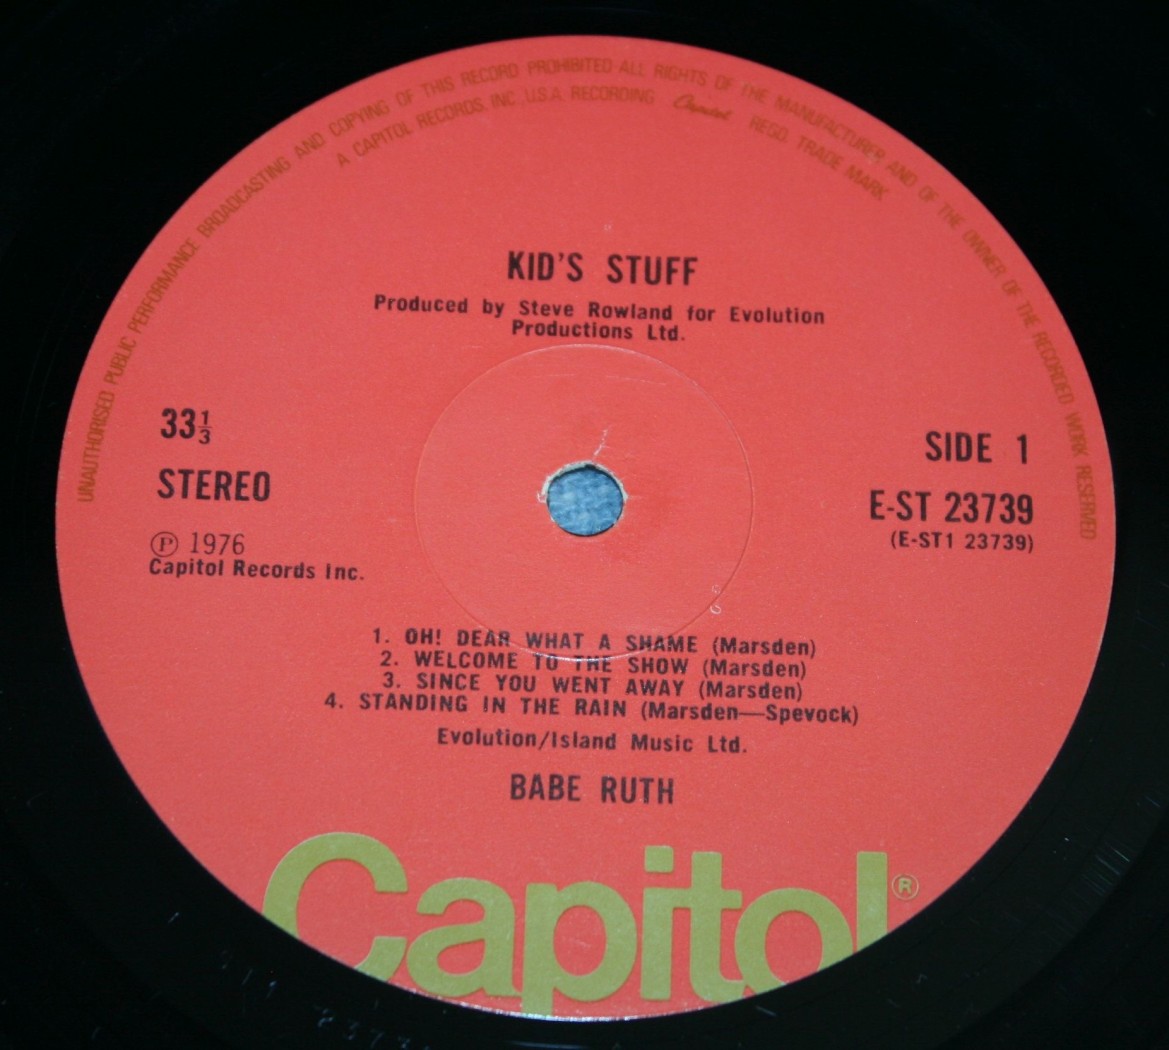 UNAUTHORISED PUBLIC PERFORMANCE BROADCASTING AND COPYING OF THIS RECORD PROHIBITED-ALL RIGHTS OF THE MANUFACTURER AND OF THE OWNER OF THE RECORDED WORK RESERVED
A CAPITOL RECORDS, INC., U.S.A. RECORDING Capitol REGD. TRADE MARK
KID'S STUFF
Produced by Steve Rowland for Evolution
Productions Ltd.
33⅓
STEREO
Ⓟ 1976
Capitol Records Inc.
SIDE 1
E-ST 23739
(E-ST1 23739)
1. OH! DEAR WHAT A SHAME (Marsden)
2. WELCOME TO THE SHOW (Marsden)
3. SINCE YOU WENT AWAY (Marsden)
4. STANDING IN THE RAIN (Marsden—Spevock)
Evolution/Island Music Ltd.
BABE RUTH
Capitol®